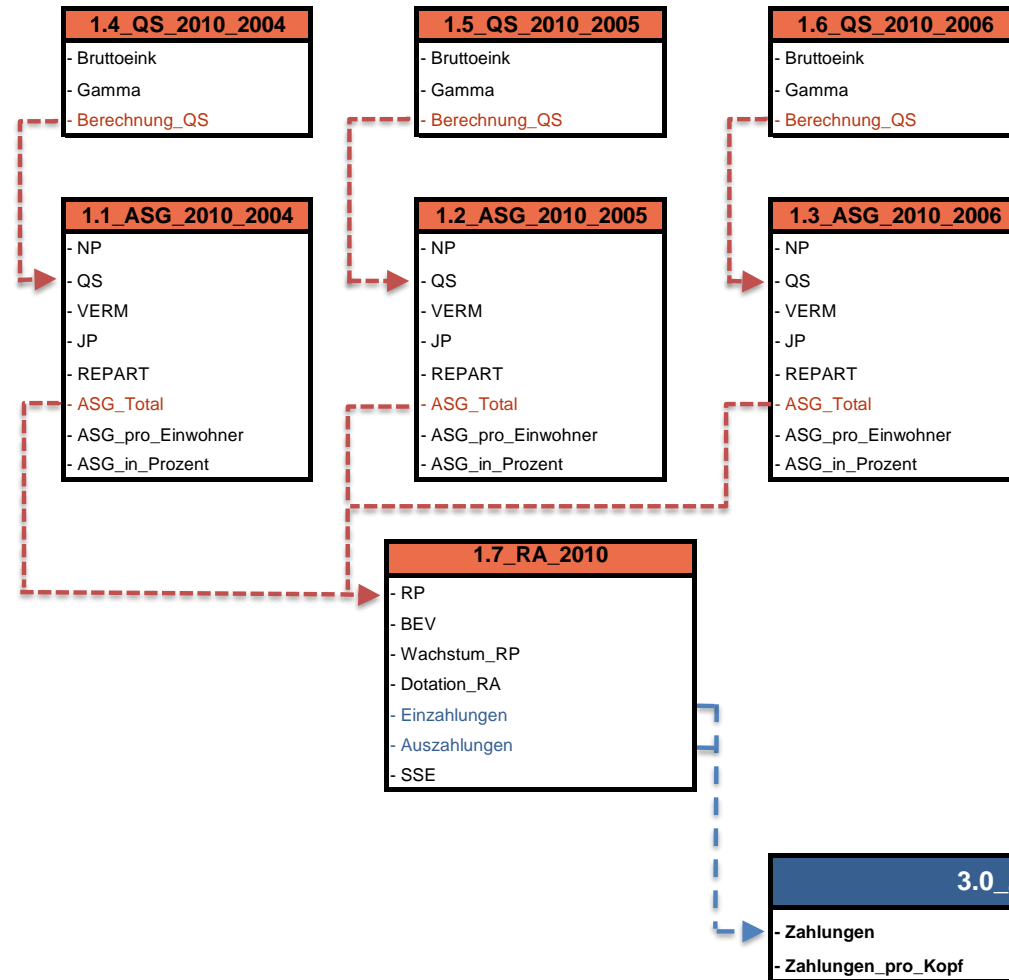 1.4_QS_2010_2004
- Bruttoeink
- Gamma
- Berechnung_QS
1.5_QS_2010_2005
- Bruttoeink
- Gamma
- Berechnung_QS
1.6_QS_2010_2006
- Bruttoeink
- Gamma
- Berechnung_QS
1.1_ASG_2010_2004
- NP
- QS
- VERM
- JP
- REPART
- ASG_Total
- ASG_pro_Einwohner
- ASG_in_Prozent
1.2_ASG_2010_2005
- NP
- QS
- VERM
- JP
- REPART
- ASG_Total
- ASG_pro_Einwohner
- ASG_in_Prozent
1.3_ASG_2010_2006
- NP
- QS
- VERM
- JP
- REPART
- ASG_Total
- ASG_pro_Einwohner
- ASG_in_Prozent
1.7_RA_2010
- RP
- BEV
- Wachstum_RP
- Dotation_RA
- Einzahlungen
- Auszahlungen
- SSE
3.0_
- Zahlungen
- Zahlungen_pro_Kopf